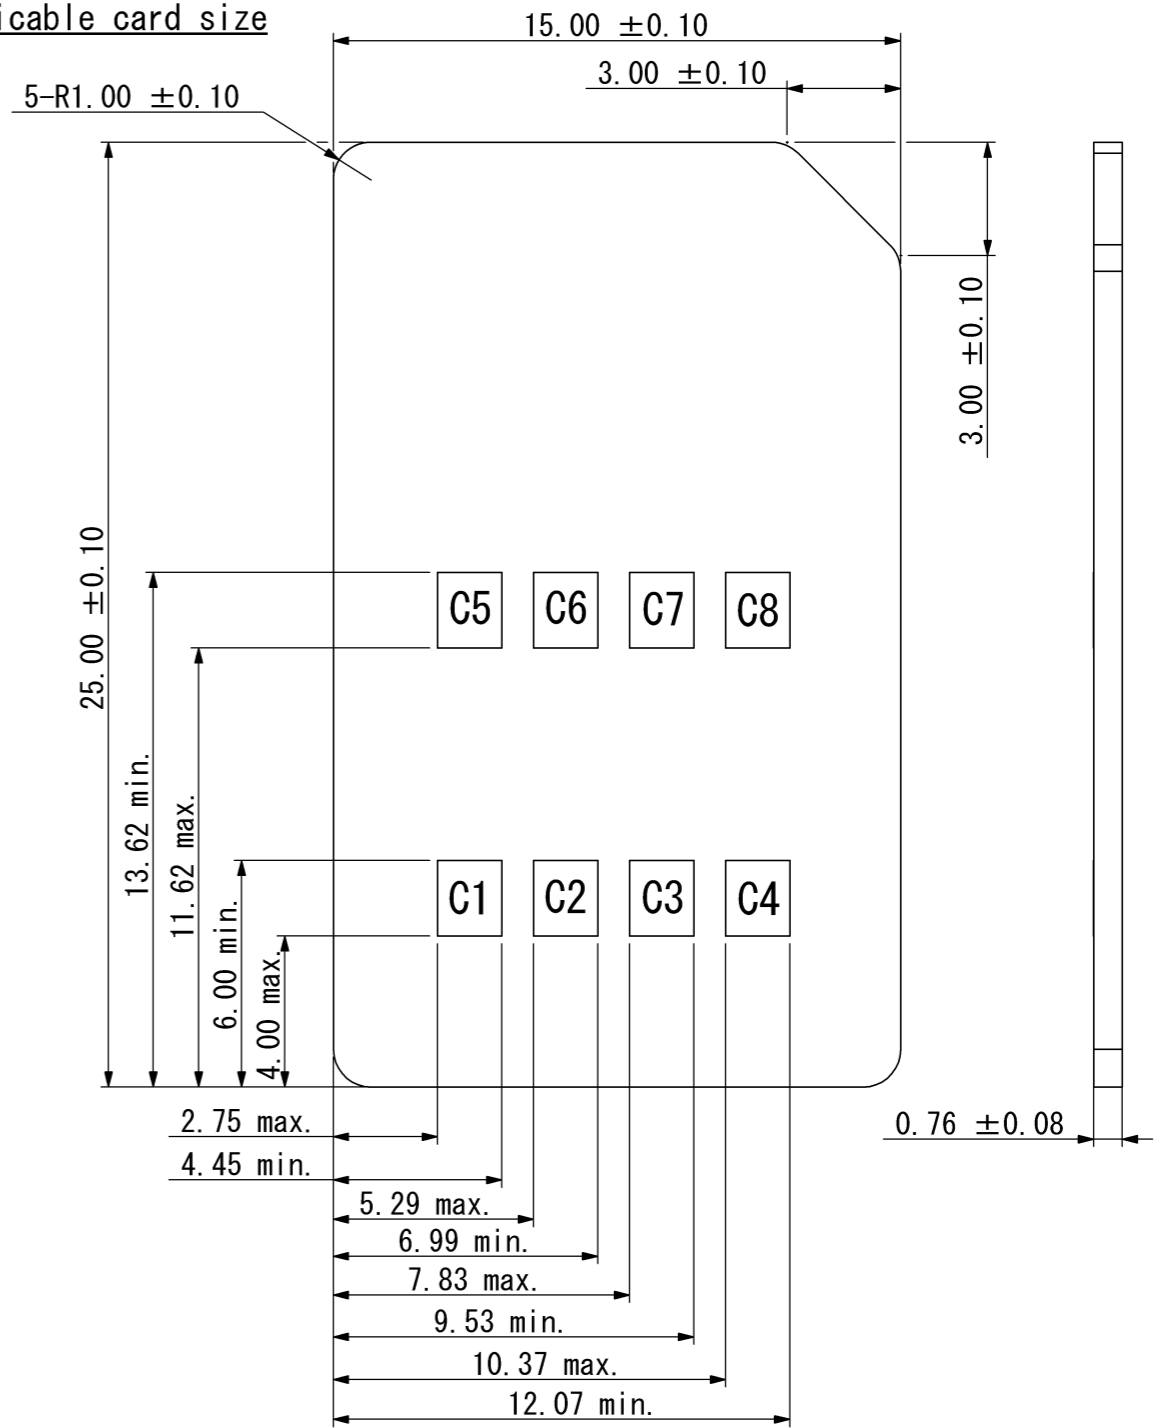 icable card size
15.00 ±0.10
3.00 ±0.10
5-R1.00 ±0.10
3.00 ±0.10
25.00 ±0.10
13.62 min.
11.62 max.
6.00 min.
4.00 max.
C5 C6 C7 C8
C1 C2 C3 C4
2.75 max.
4.45 min.
5.29 max.
6.99 min.
7.83 max.
9.53 min.
10.37 max.
12.07 min.
0.76 ±0.08